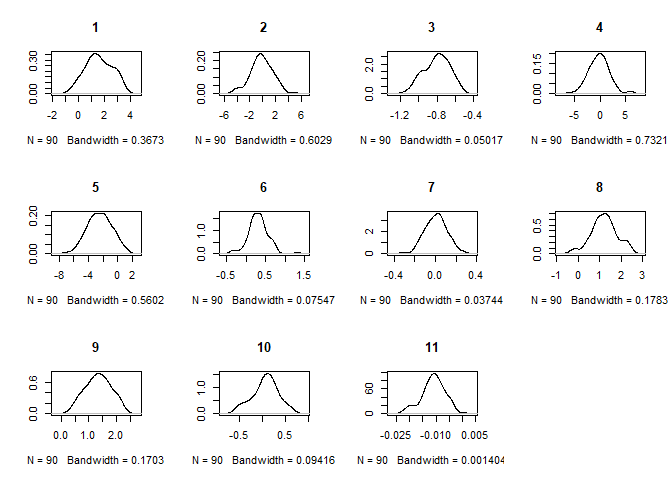 1 2 3 4
0.00 0.30
0.00 0.20
0.0 2.0
0.00 0.15
-2 0 2 4
-6 -2 2 6
-1.2 -0.8 -0.4
-5 0 5
N = 90 Bandwidth = 0.3673
N = 90 Bandwidth = 0.6029
N = 90 Bandwidth = 0.05017
N = 90 Bandwidth = 0.7321
5 6 7 8
0.00 0.20
0.0 1.0
0 2
0.0 0.5
-8 -4 0 2
-0.5 0.5 1.5
-0.4 0.0 0.4
-1 0 1 2 3
N = 90 Bandwidth = 0.5602
N = 90 Bandwidth = 0.07547
N = 90 Bandwidth = 0.03744
N = 90 Bandwidth = 0.1783
9 10 11
0.0 0.6
0.0 1.0
0 60
0.0 1.0 2.0
-0.5 0.5
-0.025 -0.010 0.005
N = 90 Bandwidth = 0.1703
N = 90 Bandwidth = 0.09416
N = 90 Bandwidth = 0.001404